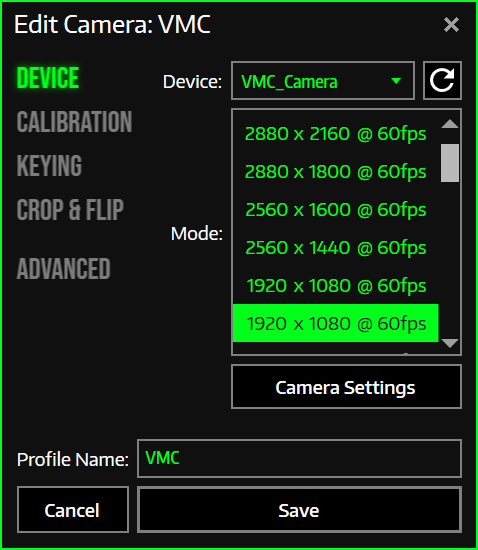 Edit Camera: VMC
DEVICE
Device: VMC_Camera
CALIBRATION
KEYING
CROP & FLIP
ADVANCED
Mode:
2880 x 2160 @ 60fps
2880 x 1800 @ 60fps
2560 x 1600 @ 60fps
2560 x 1440 @ 60fps
1920 x 1080 @ 60fps
1920 x 1080 @ 60fps
Camera Settings
Profile Name: VMC
Cancel
Save